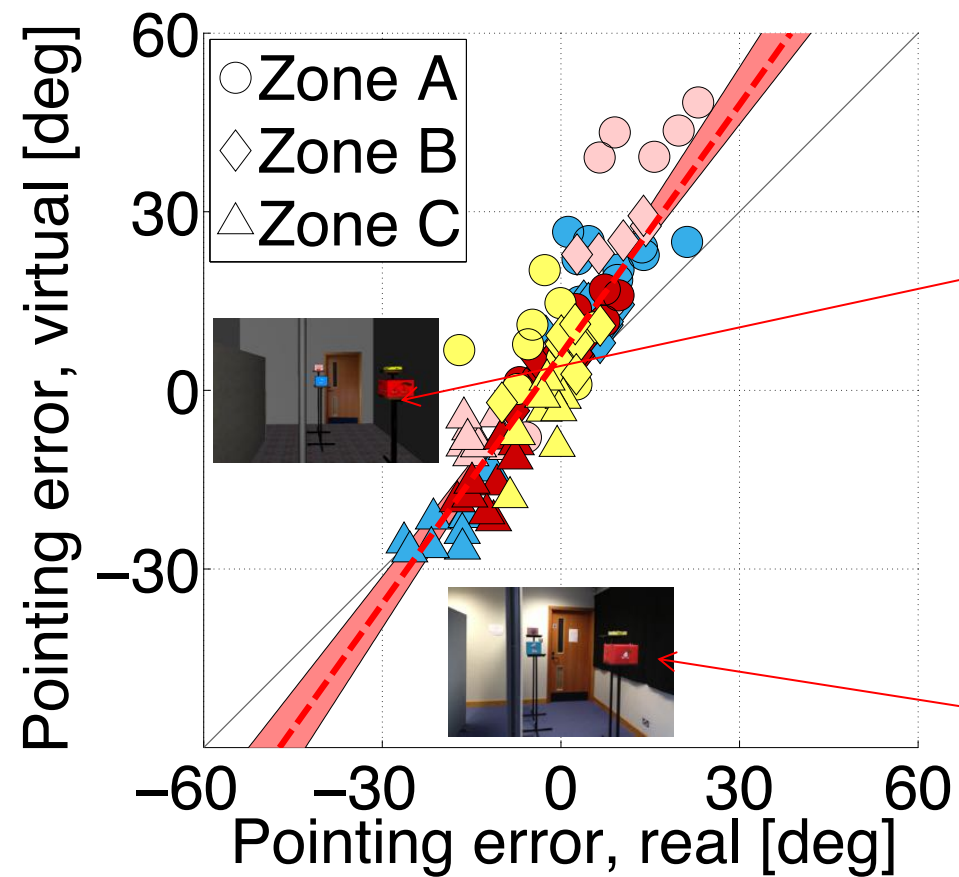 Pointing error, virtual [deg]
60
30
0
−30
Zone A
Zone B
Zone C
−60
−30
0
30
60
Pointing error, real [deg]